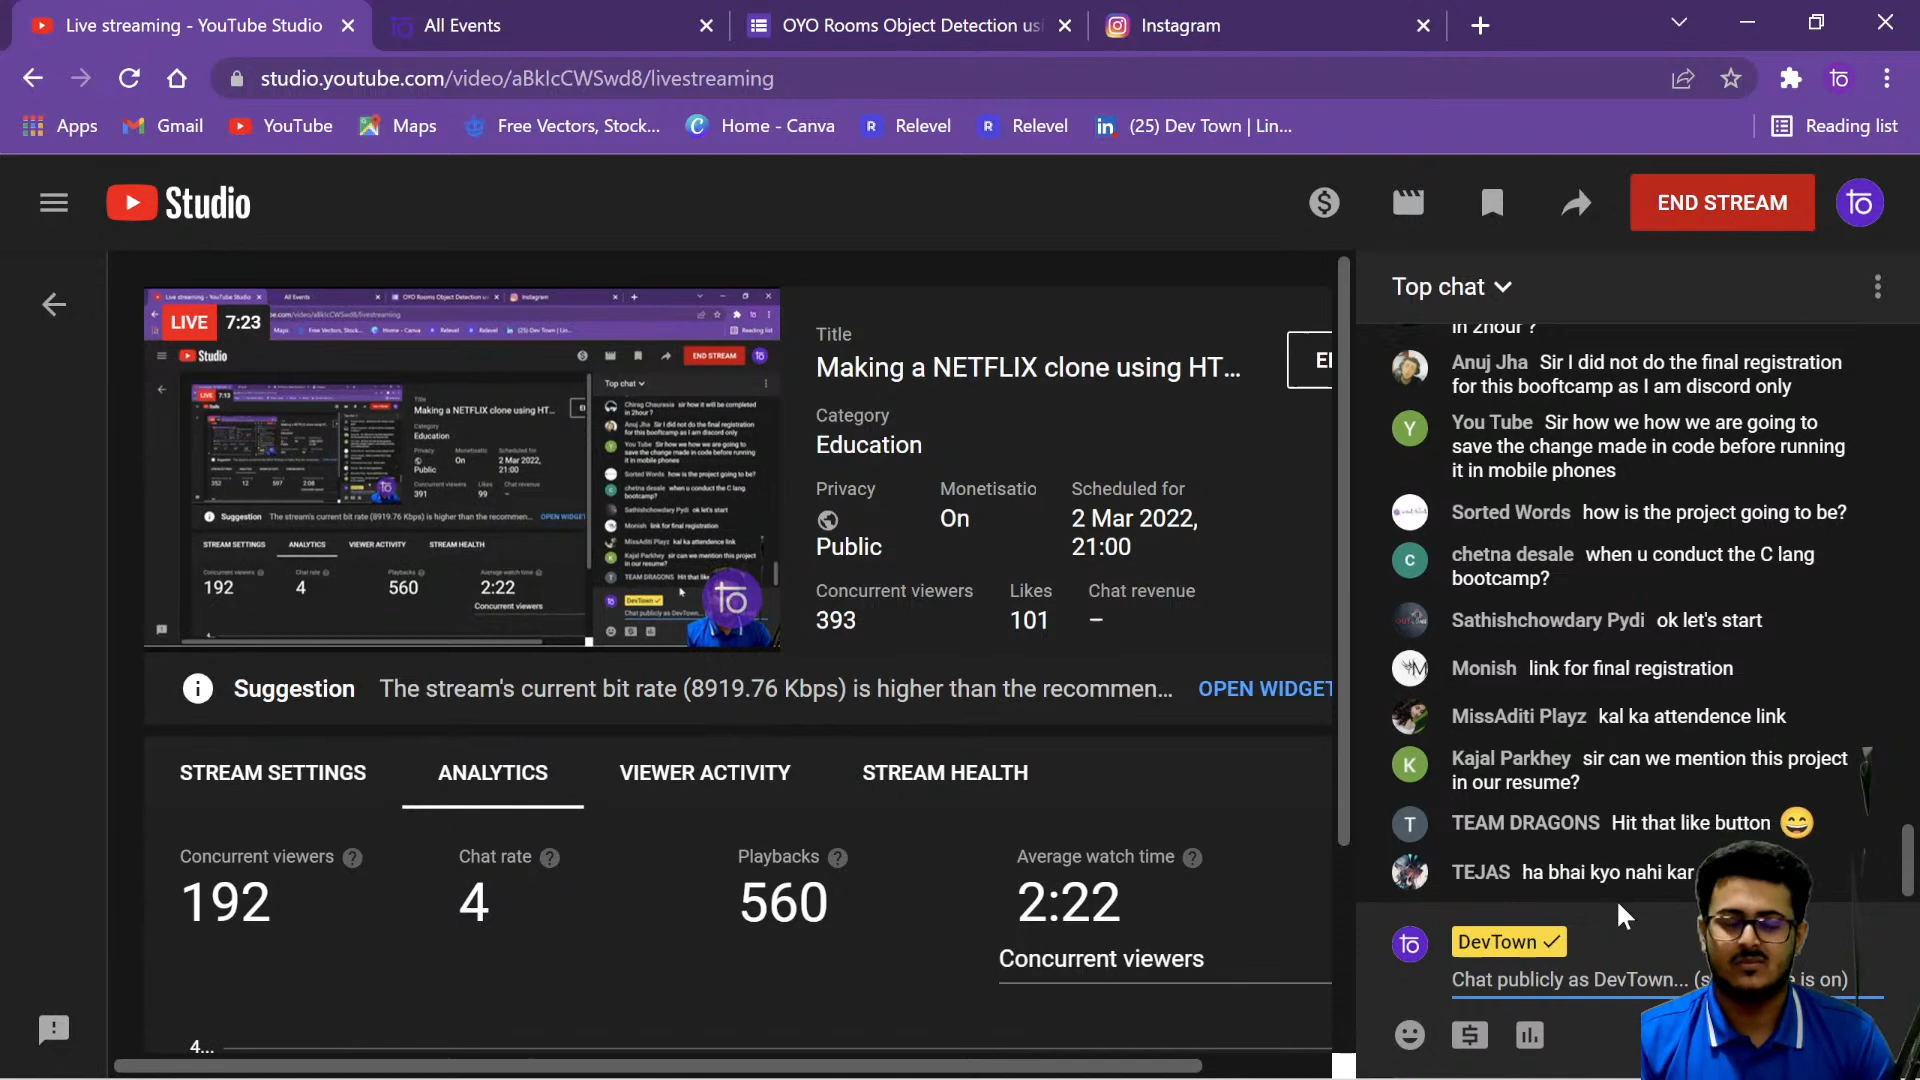 Live streaming - YouTube Studio
All Events
OYO Rooms Object Detection usi
Instagram
studio.youtube.com/video/aBkIcCWSwd8/livestreaming
Apps
Gmail
YouTube
Maps
Free Vectors, Stock...
Home - Canva
Relevel
Relevel
(25) Dev Town | Lin...
Reading list
Studio
END STREAM
LIVE 7:23
Title
Making a NETFLIX clone using HT...
Category
Education
Privacy
Public
Monetisatio
On
Scheduled for
2 Mar 2022,
21:00
Concurrent viewers
393
Likes
101
Chat revenue
–
Suggestion The stream's current bit rate (8919.76 Kbps) is higher than the recommen...
OPEN WIDGET
STREAM SETTINGS
ANALYTICS
VIEWER ACTIVITY
STREAM HEALTH
Concurrent viewers
192
Chat rate
4
Playbacks
560
Average watch time
2:22
Concurrent viewers
4...
Top chat
in 2hour ?
Anuj Jha Sir I did not do the final registration
for this booftcamp as I am discord only
You Tube Sir how we how we are going to
save the change made in code before running
it in mobile phones
Sorted Words how is the project going to be?
chetna desale when u conduct the C lang
bootcamp?
Sathishchowdary Pydi ok let's start
Monish link for final registration
MissAditi Playz kal ka attendence link
Kajal Parkhey sir can we mention this project
in our resume?
TEAM DRAGONS Hit that like button
TEJAS ha bhai kyo nahi kar
DevTown
Chat publicly as DevTown... (s e is on)